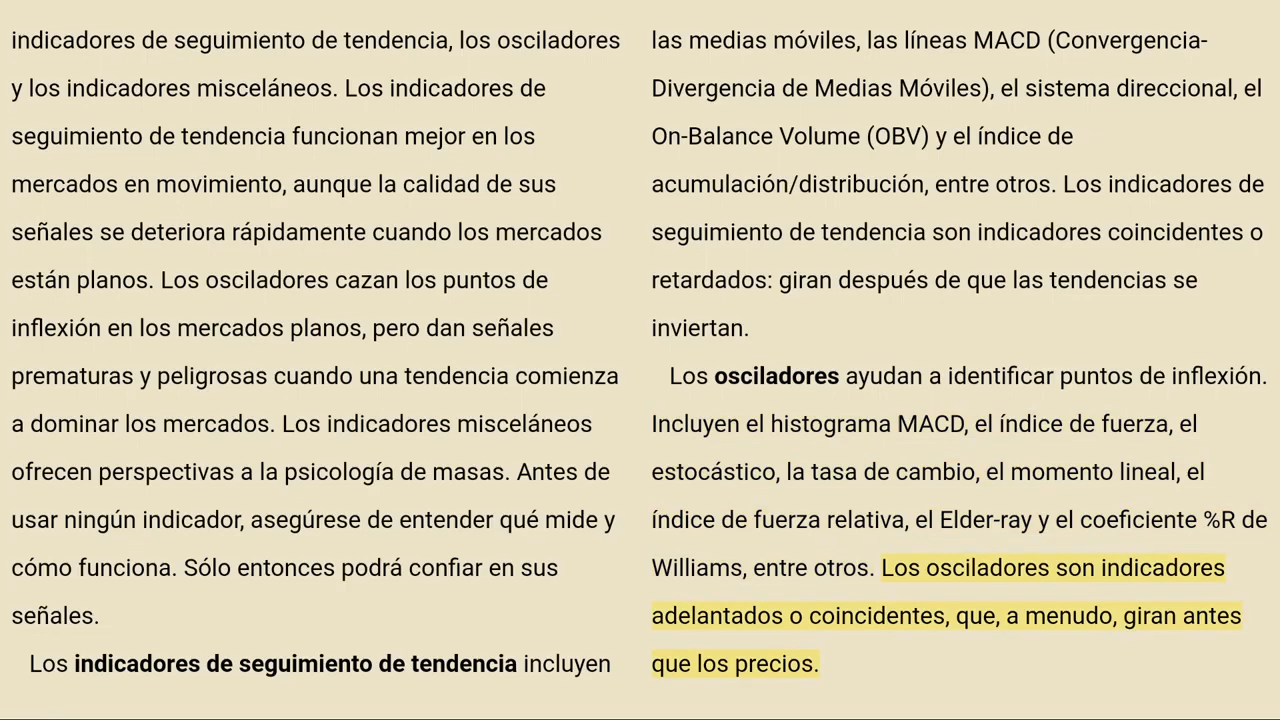 indicadores de seguimiento de tendencia, los osciladores
y los indicadores misceláneos. Los indicadores de
seguimiento de tendencia funcionan mejor en los
mercados en movimiento, aunque la calidad de sus
señales se deteriora rápidamente cuando los mercados
están planos. Los osciladores cazan los puntos de
inflexión en los mercados planos, pero dan señales
prematuras y peligrosas cuando una tendencia comienza
a dominar los mercados. Los indicadores misceláneos
ofrecen perspectivas a la psicología de masas. Antes de
usar ningún indicador, asegúrese de entender qué mide y
cómo funciona. Sólo entonces podrá confiar en sus
señales.
Los indicadores de seguimiento de tendencia incluyen
las medias móviles, las líneas MACD (Convergencia-
Divergencia de Medias Móviles), el sistema direccional, el
On-Balance Volume (OBV) y el índice de
acumulación/distribución, entre otros. Los indicadores de
seguimiento de tendencia son indicadores coincidentes o
retardados: giran después de que las tendencias se
inviertan.
Los osciladores ayudan a identificar puntos de inflexión.
Incluyen el histograma MACD, el índice de fuerza, el
estocástico, la tasa de cambio, el momento lineal, el
índice de fuerza relativa, el Elder-ray y el coeficiente %R de
Williams, entre otros. Los osciladores son indicadores
adelantados o coincidentes, que, a menudo, giran antes
que los precios.